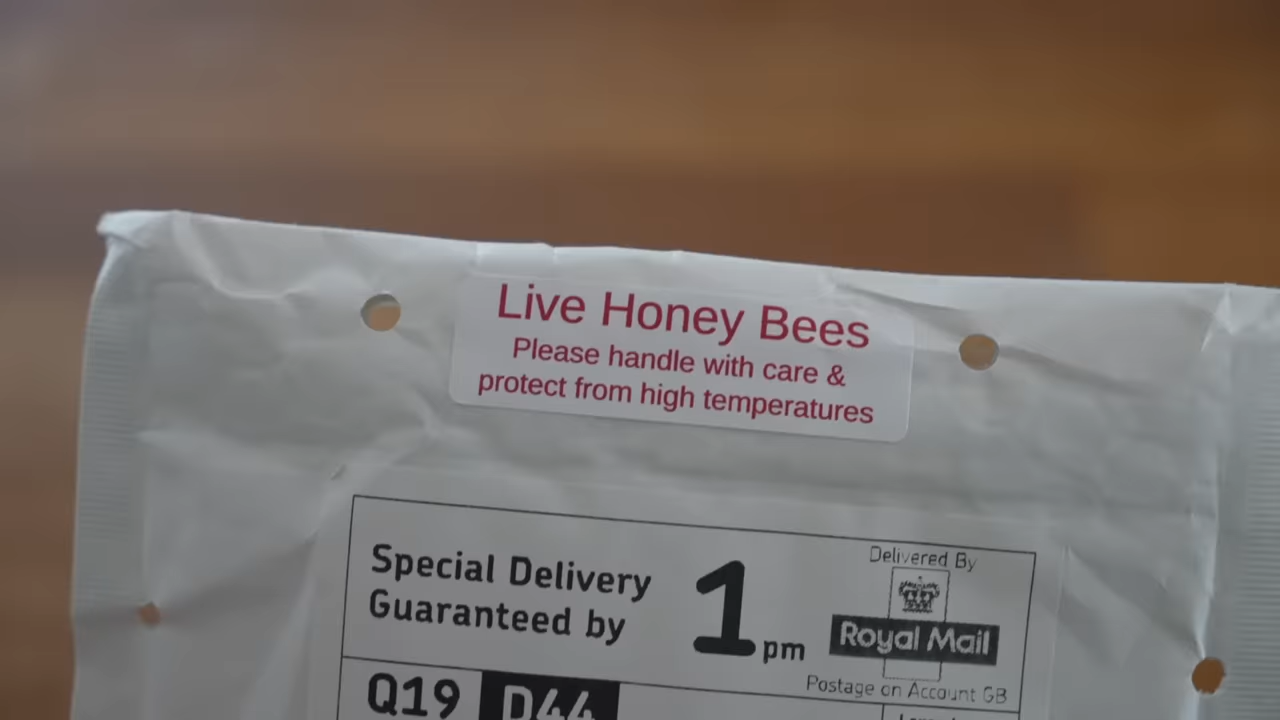 Live Honey Bees
Please handle with care &
protect from high temperatures
Special Delivery
Guaranteed by
1pm
Delivered By
Royal Mail
Postage on Account GB
Q19
D44